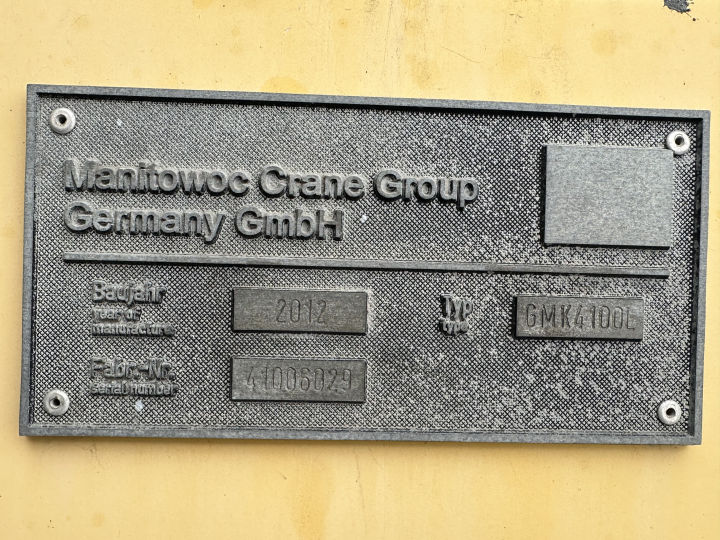 Manitowoc Crane Group
Germany GmbH
Baujahr
year of
manufacture
2012
Typ
type
GMK4100L
Fabr.-Nr.
serial number
41006029